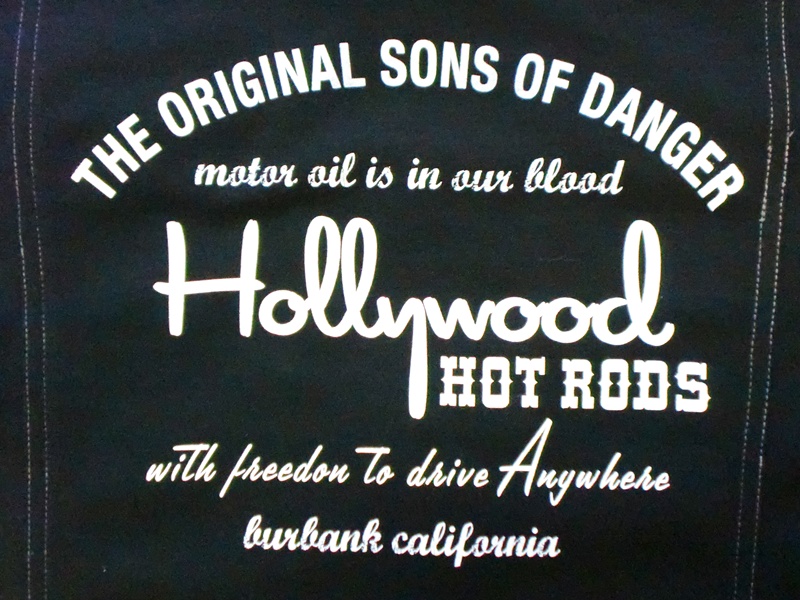 THE ORIGINAL SONS OF DANGER
motor oil is in our blood
Hollywood
HOT RODS
with freedon To drive Anywhere
burbank california